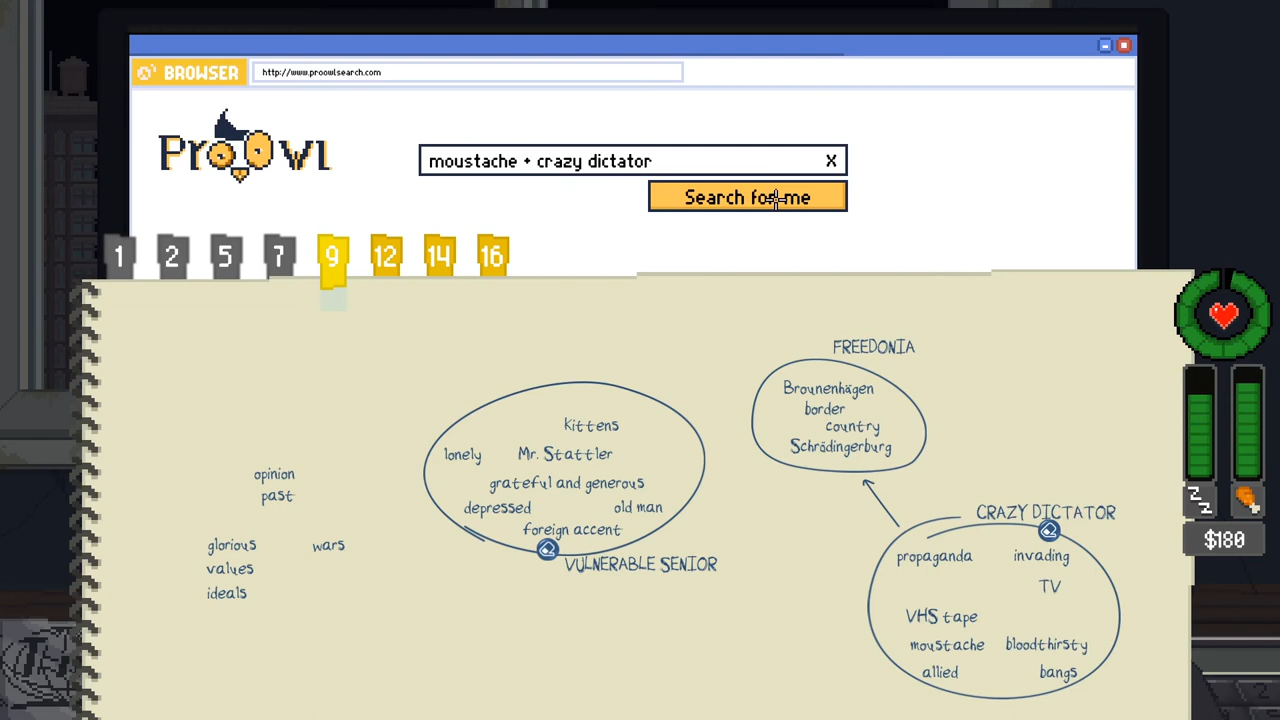 BROWSER
http://www.proowlsearch.com
PrOOwl
moustache + crazy dictator X
Search for me
1 2 5 7 9 12 14 16
FREEDONIA
Brounenhägen
border
country
Schrödingerburg
Kittens
lonely Mr. Stattler
grateful and generous
depressed old man
foreign accent
VULNERABLE SENIOR
opinion
past
glorious wars
values
ideals
CRAZY DICTATOR
propaganda invading
TV
VHS tape
moustache bloodthirsty
allied bangs
$180